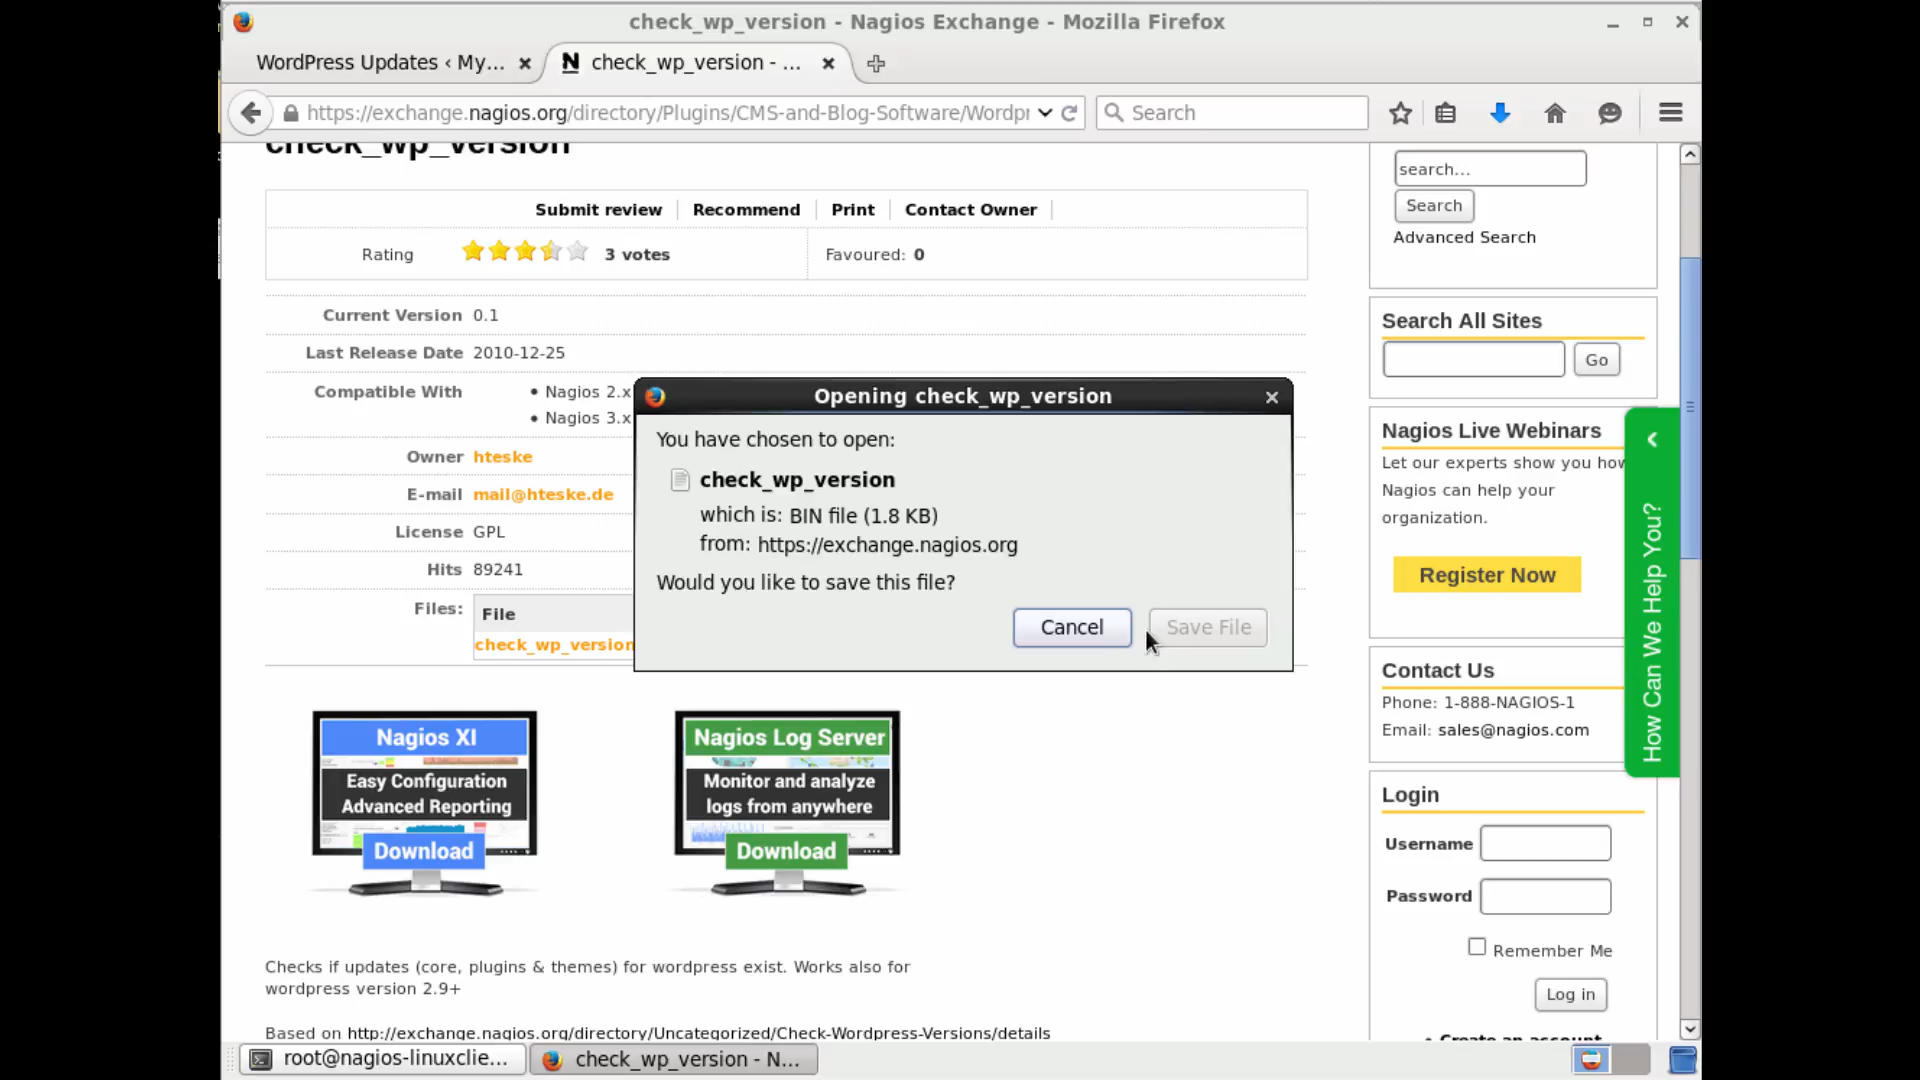 check_wp_version - Nagios Exchange - Mozilla Firefox
WordPress Updates ‹ My...
check_wp_version - ...
https://exchange.nagios.org/directory/Plugins/CMS-and-Blog-Software/Wordpr
Search
check_wp_version
Submit review
Recommend
Print
Contact Owner
Rating
3 votes
Favoured: 0
Current Version 0.1
Last Release Date 2010-12-25
Compatible With
• Nagios 2.x
• Nagios 3.x
Owner hteske
E-mail mail@hteske.de
License GPL
Hits 89241
Files:
File
check_wp_version
Opening check_wp_version
You have chosen to open:
check_wp_version
which is: BIN file (1.8 KB)
from: https://exchange.nagios.org
Would you like to save this file?
Cancel
Save File
Nagios XI
Easy Configuration
Advanced Reporting
Download
Nagios Log Server
Monitor and analyze
logs from anywhere
Download
Checks if updates (core, plugins & themes) for wordpress exist. Works also for
wordpress version 2.9+
Based on http://exchange.nagios.org/directory/Uncategorized/Check-Wordpress-Versions/details
search...
Search
Advanced Search
Search All Sites
Go
Nagios Live Webinars
Let our experts show you how
Nagios can help your
organization.
Register Now
How Can We Help You?
Contact Us
Phone: 1-888-NAGIOS-1
Email: sales@nagios.com
Login
Username
Password
Remember Me
Log in
• Create an account
root@nagios-linuxclie...
check_wp_version - N...